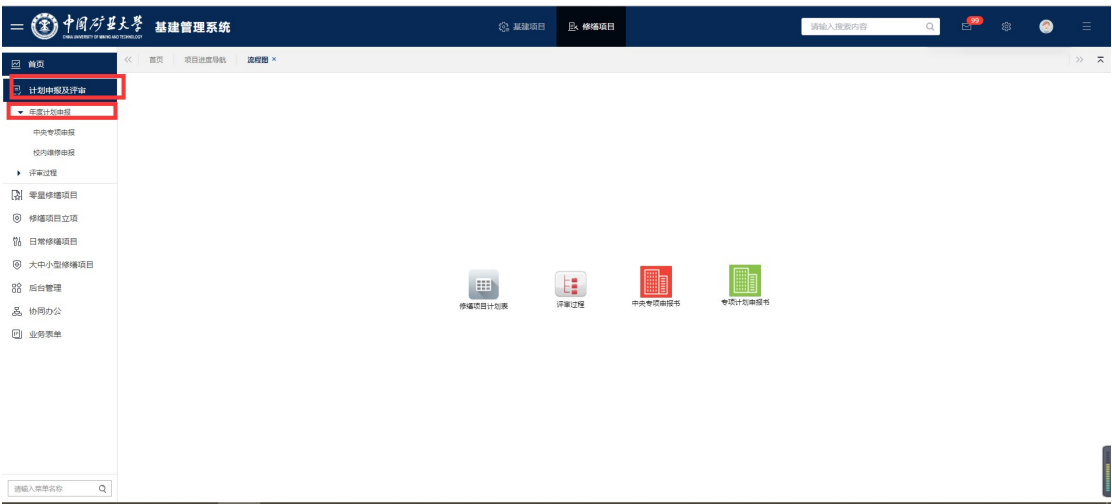 中国矿业大学 基建管理系统 基建项目 修缮项目 请输入搜索内容 99
CHINA UNIVERSITY OF MINING AND TECHNOLOGY
首页 首页 项目进度导航 流程图 ×
计划申报及评审
年度计划申报
中央专项申报
校内维修申报
评审过程
零星修缮项目
修缮项目立项
日常修缮项目
大中小型修缮项目
后台管理
协同办公
业务表单
修缮项目计划表 评审过程 中央专项申报书 专项计划申报书
请输入菜单名称